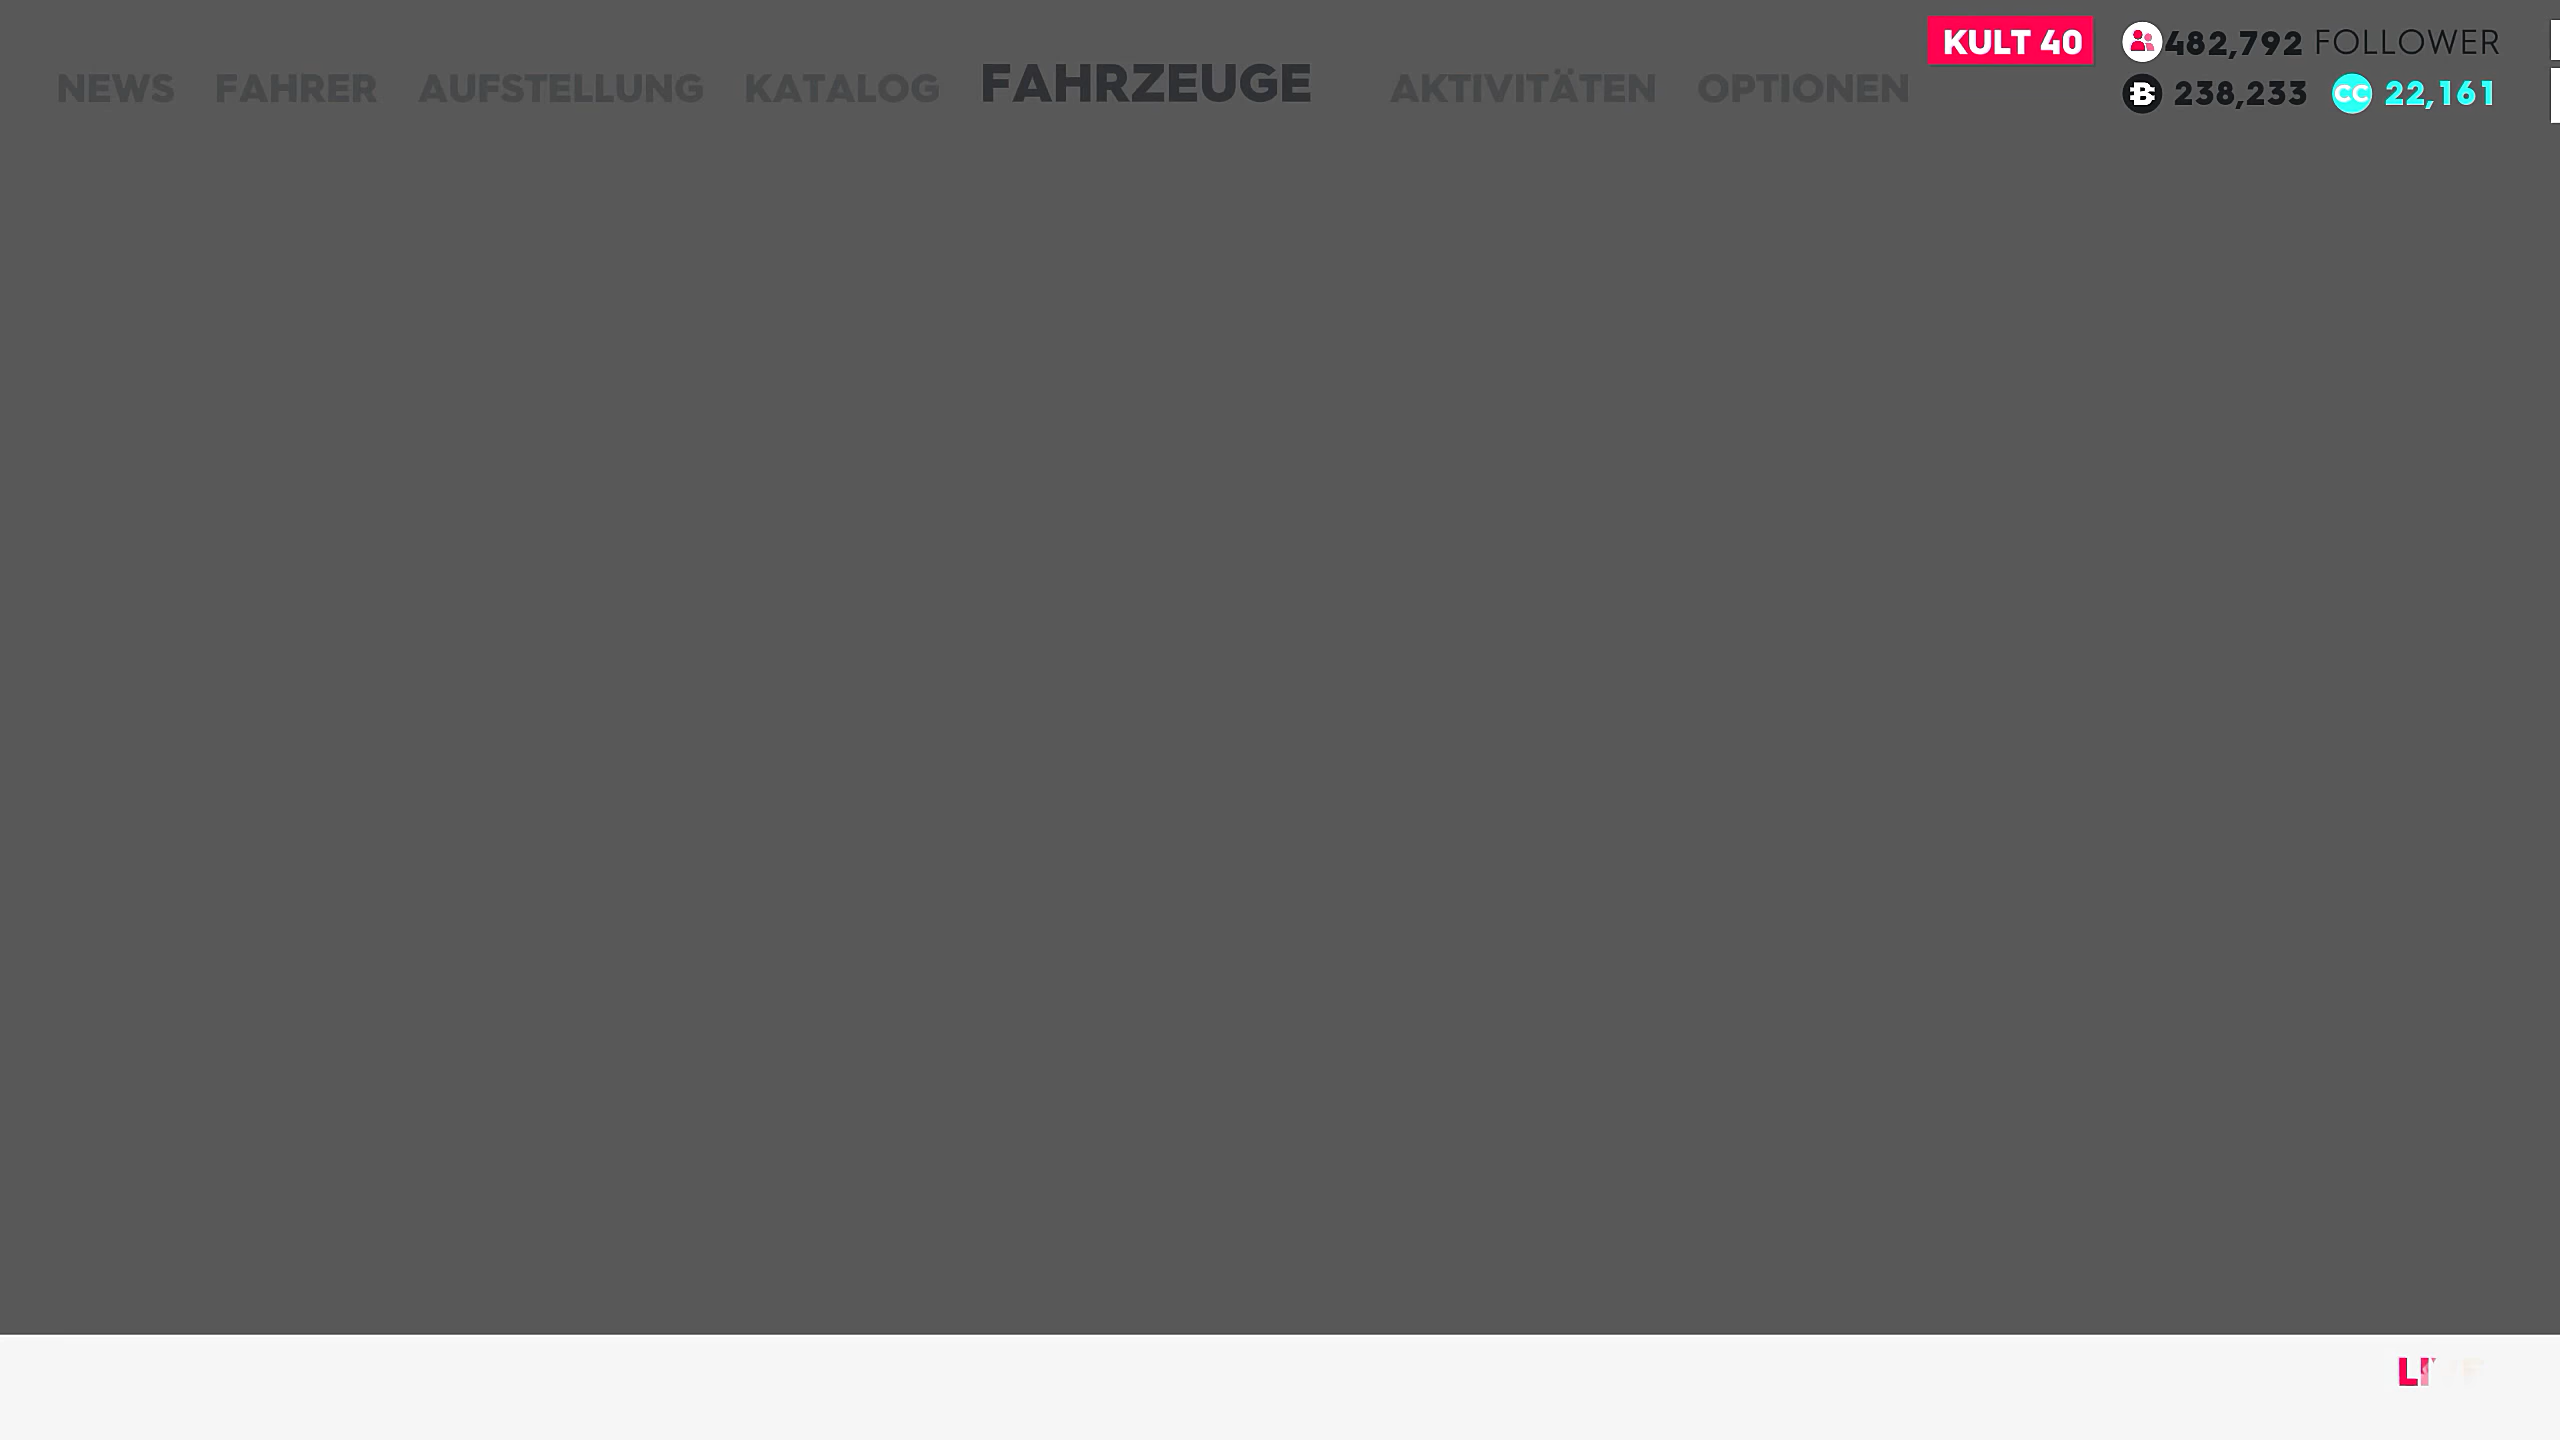 KULT 40 482,792 FOLLOWER
NEWS FAHRER AUFSTELLUNG KATALOG FAHRZEUGE AKTIVITÄTEN OPTIONEN
238,233 CC 22,161